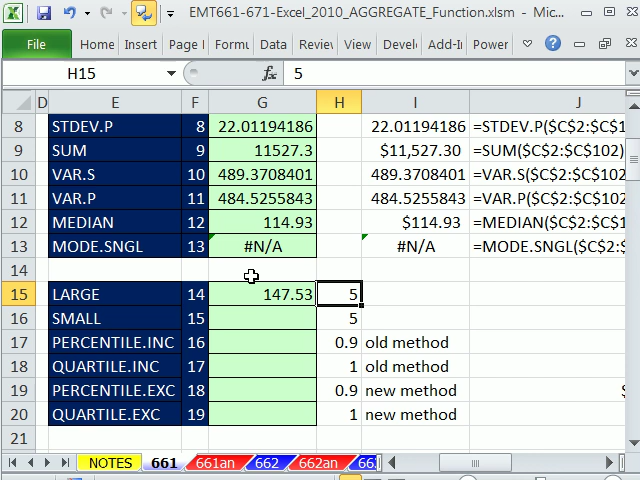 EMT661-671-Excel_2010_AGGREGATE_Function.xlsm - Mic...
File Home Insert Page Formu Data Revie View Develo Add-I Power
H15 fx 5
D E F G H I J
8 STDEV.P 8 22.01194186 22.01194186 =STDEV.P($C$2:$C$1
9 SUM 9 11527.3 $11,527.30 =SUM($C$2:$C$102)
10 VAR.S 10 489.3708401 489.3708401 =VAR.S($C$2:$C$102
11 VAR.P 11 484.5255843 484.5255843 =VAR.P($C$2:$C$102
12 MEDIAN 12 114.93 $114.93 =MEDIAN($C$2:$C$1
13 MODE.SNGL 13 #N/A #N/A =MODE.SNGL($C$2:
14
15 LARGE 14 147.53 5
16 SMALL 15 5
17 PERCENTILE.INC 16 0.9 old method
18 QUARTILE.INC 17 1 old method
19 PERCENTILE.EXC 18 0.9 new method
20 QUARTILE.EXC 19 1 new method
21
NOTES 661 661an 662 662an